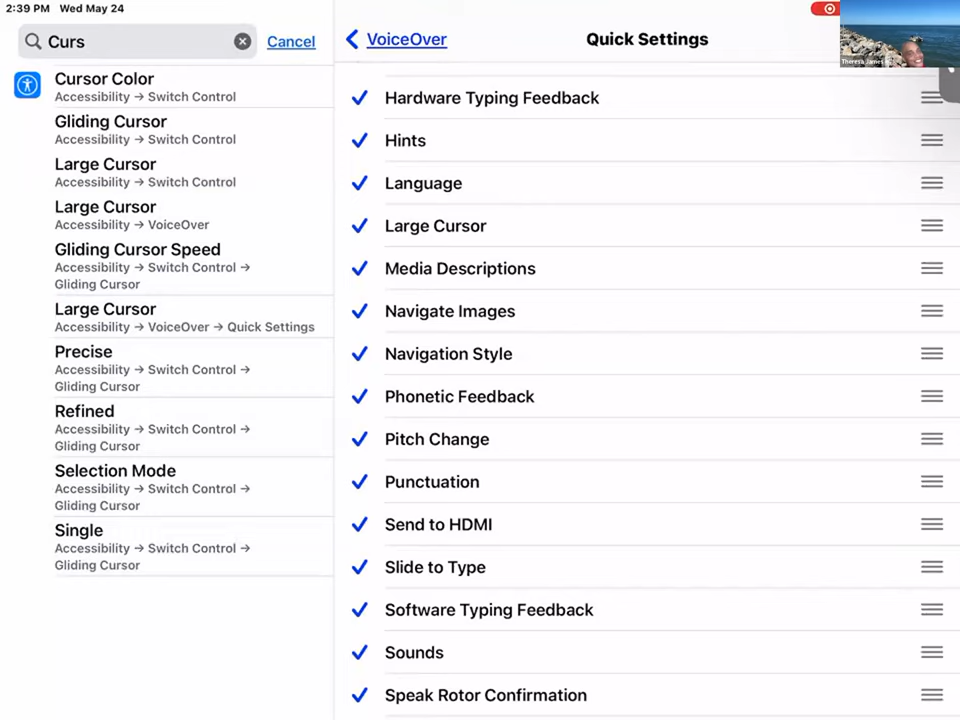 2:39 PM Wed May 24
Curs
Cancel
Cursor Color
Accessibility → Switch Control
Gliding Cursor
Accessibility → Switch Control
Large Cursor
Accessibility → Switch Control
Large Cursor
Accessibility → VoiceOver
Gliding Cursor Speed
Accessibility → Switch Control →
Gliding Cursor
Large Cursor
Accessibility → VoiceOver → Quick Settings
Precise
Accessibility → Switch Control →
Gliding Cursor
Refined
Accessibility → Switch Control →
Gliding Cursor
Selection Mode
Accessibility → Switch Control →
Gliding Cursor
Single
Accessibility → Switch Control →
Gliding Cursor
VoiceOver
Quick Settings
Hardware Typing Feedback
Hints
Language
Large Cursor
Media Descriptions
Navigate Images
Navigation Style
Phonetic Feedback
Pitch Change
Punctuation
Send to HDMI
Slide to Type
Software Typing Feedback
Sounds
Speak Rotor Confirmation